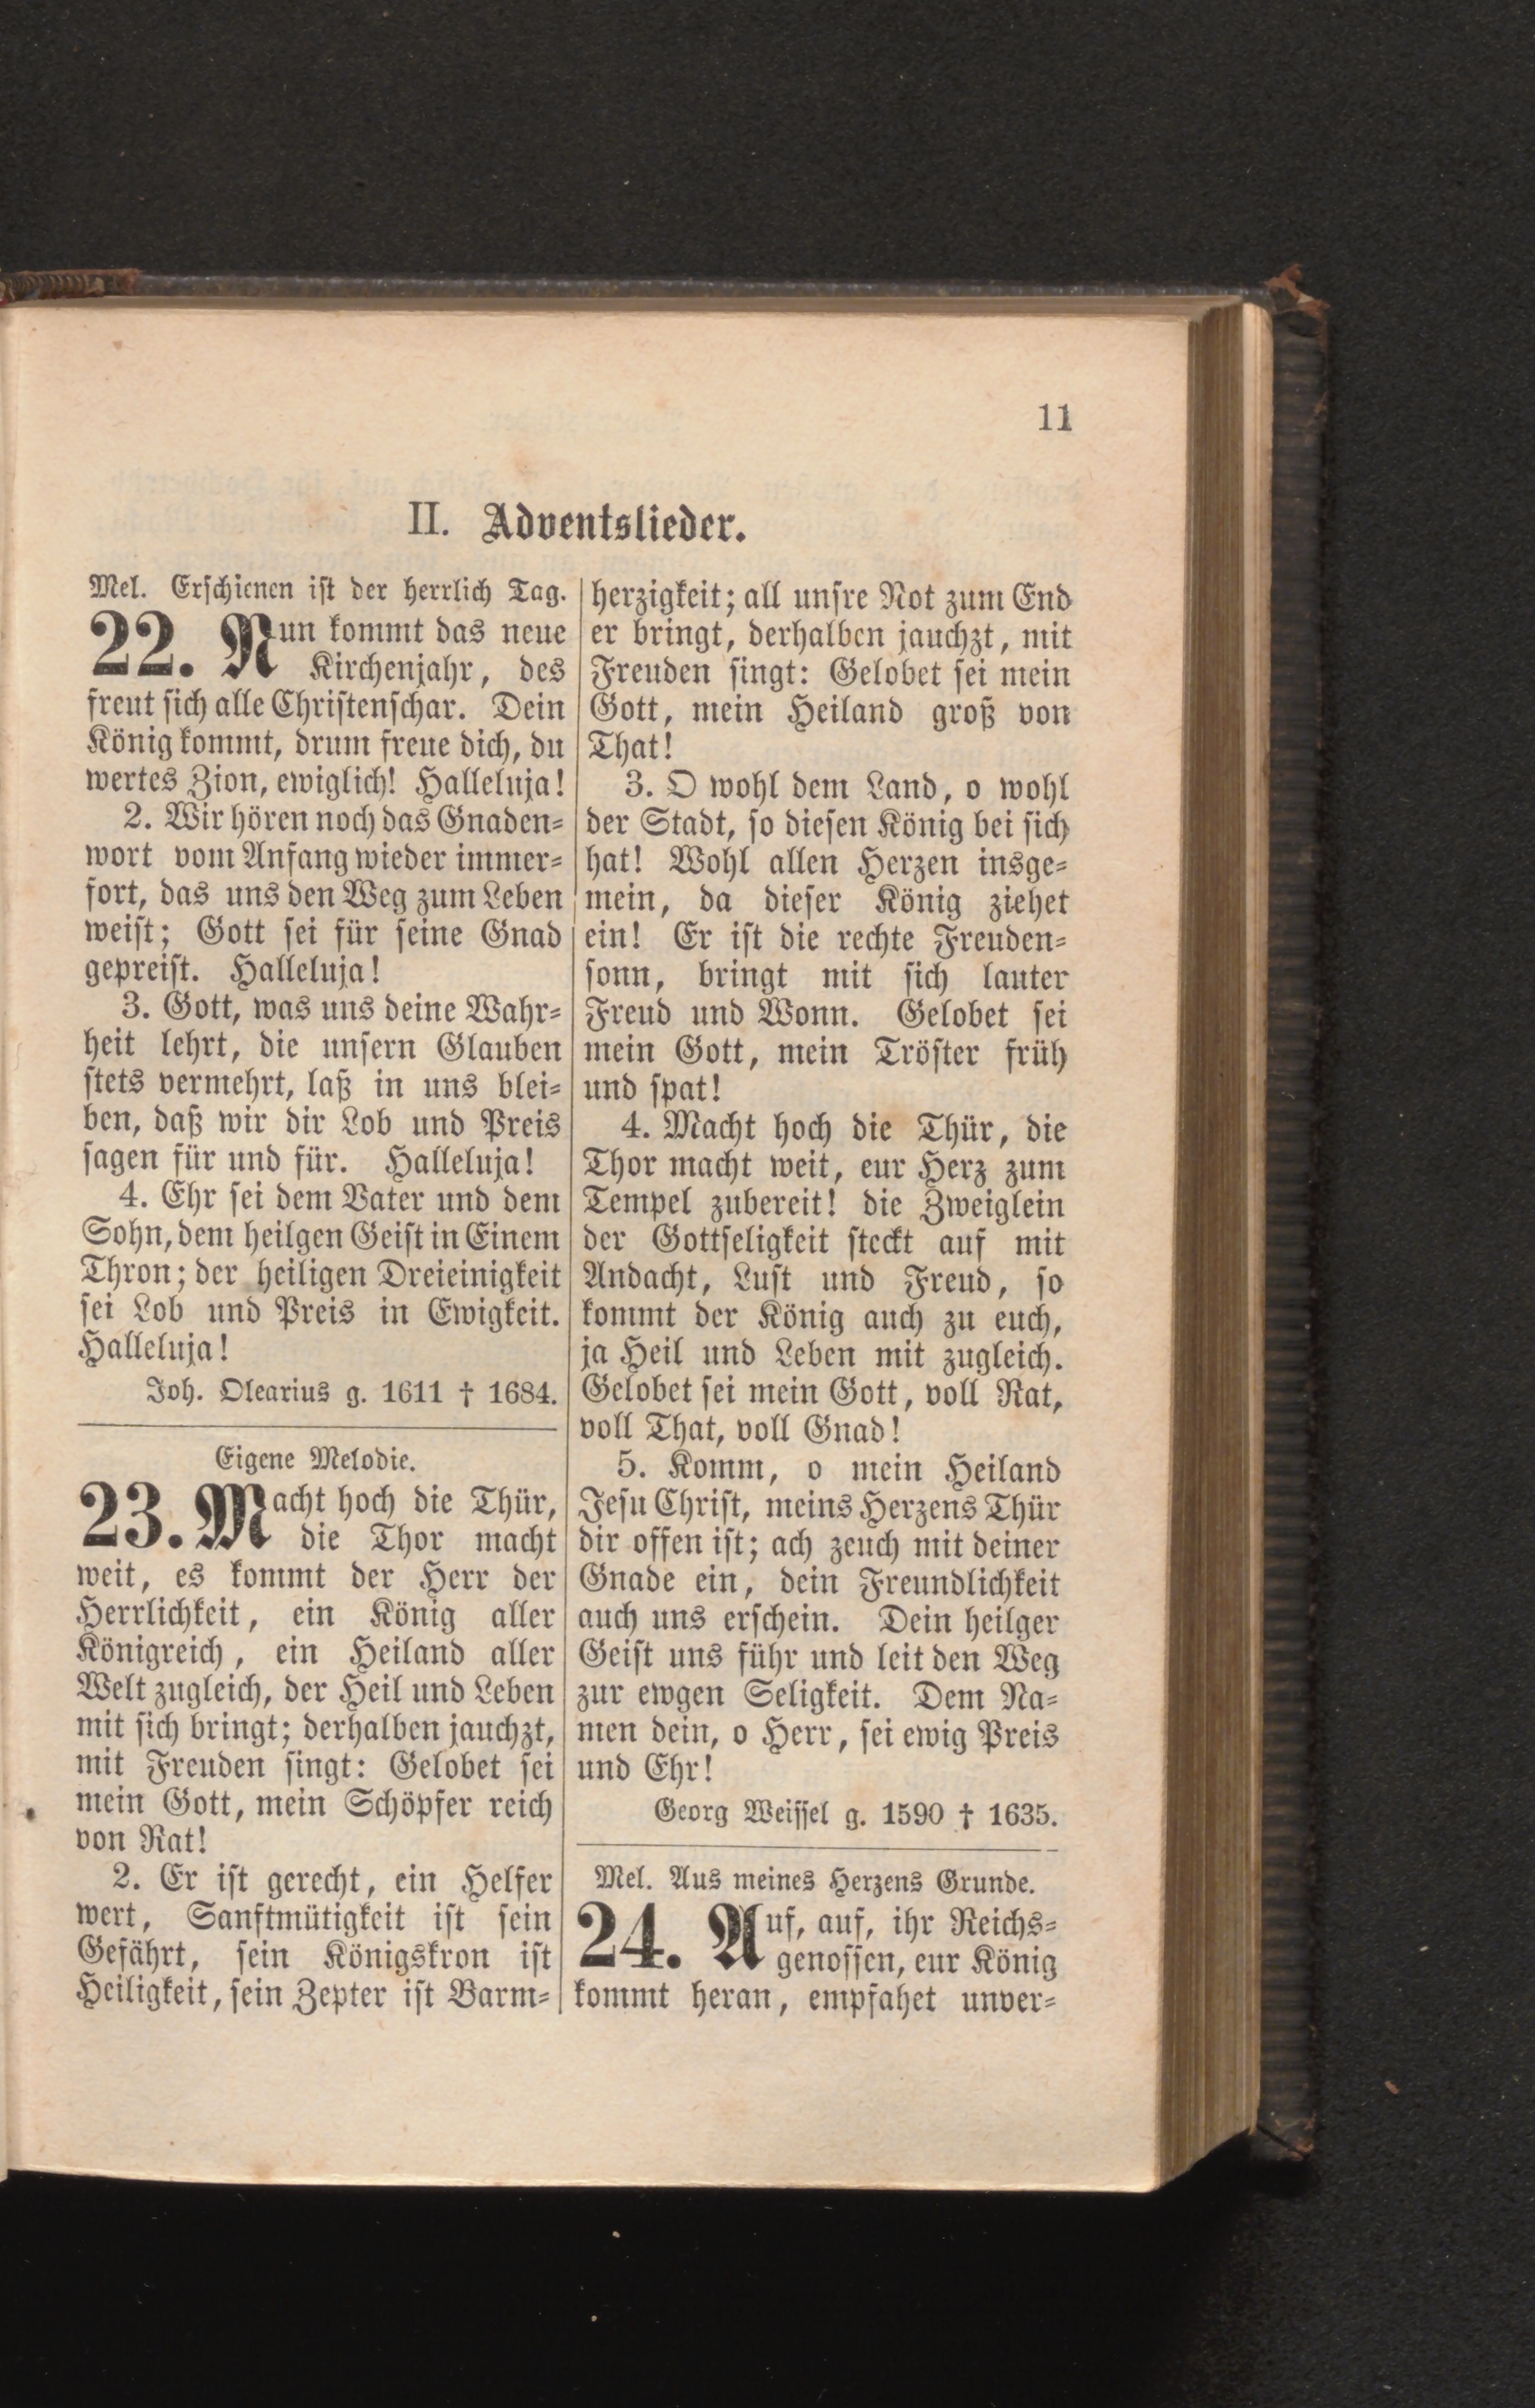 11
II. Adventslieder.
Mel. Erschienen ist der herrlich Tag.
22. Nun kommt das neue
Kirchenjahr, des
freut sich alle Christenschar. Dein
König kommt, drum freue dich, du
wertes Zion, ewiglich! Halleluja!
2. Wir hören noch das Gnaden-
wort vom Anfang wieder immer-
fort, das uns den Weg zum Leben
weist; Gott sei für seine Gnad
gepreist. Halleluja!
3. Gott, was uns deine Wahr-
heit lehrt, die unsern Glauben
stets vermehrt, laß in uns blei-
ben, daß wir dir Lob und Preis
sagen für und für. Halleluja!
4. Ehr sei dem Vater und dem
Sohn, dem heilgen Geist in Einem
Thron; der heiligen Dreieinigkeit
sei Lob und Preis in Ewigkeit.
Halleluja!
Joh. Olearius g. 1611 † 1684.
Eigene Melodie.
23. Macht hoch die Thür,
die Thor macht
weit, es kommt der Herr der
Herrlichkeit, ein König aller
Königreich, ein Heiland aller
Welt zugleich, der Heil und Leben
mit sich bringt; derhalben jauchzt,
mit Freuden singt: Gelobet sei
mein Gott, mein Schöpfer reich
von Rat!
2. Er ist gerecht, ein Helfer
wert, Sanftmütigkeit ist sein
Gefährt, sein Königskron ist
Heiligkeit, sein Zepter ist Barm-
herzigkeit; all unsre Not zum End
er bringt, derhalben jauchzt, mit
Freuden singt: Gelobet sei mein
Gott, mein Heiland groß von
That!
3. O wohl dem Land, o wohl
der Stadt, so diesen König bei sich
hat! Wohl allen Herzen insge-
mein, da dieser König ziehet
ein! Er ist die rechte Freuden-
sonn, bringt mit sich lauter
Freud und Wonn. Gelobet sei
mein Gott, mein Tröster früh
und spat!
4. Macht hoch die Thür, die
Thor macht weit, eur Herz zum
Tempel zubereit! die Zweiglein
der Gottseligkeit steckt auf mit
Andacht, Lust und Freud, so
kommt der König auch zu euch,
ja Heil und Leben mit zugleich.
Gelobet sei mein Gott, voll Rat,
voll That, voll Gnad!
5. Komm, o mein Heiland
Jesu Christ, meins Herzens Thür
dir offen ist; ach zeuch mit deiner
Gnade ein, dein Freundlichkeit
auch uns erschein. Dein heilger
Geist uns führ und leit den Weg
zur ewgen Seligkeit. Dem Na-
men dein, o Herr, sei ewig Preis
und Ehr!
Georg Weissel g. 1590 † 1635.
Mel. Aus meines Herzens Grunde.
24. Auf, auf, ihr Reichs-
genossen, eur König
kommt heran, empfahet unver-